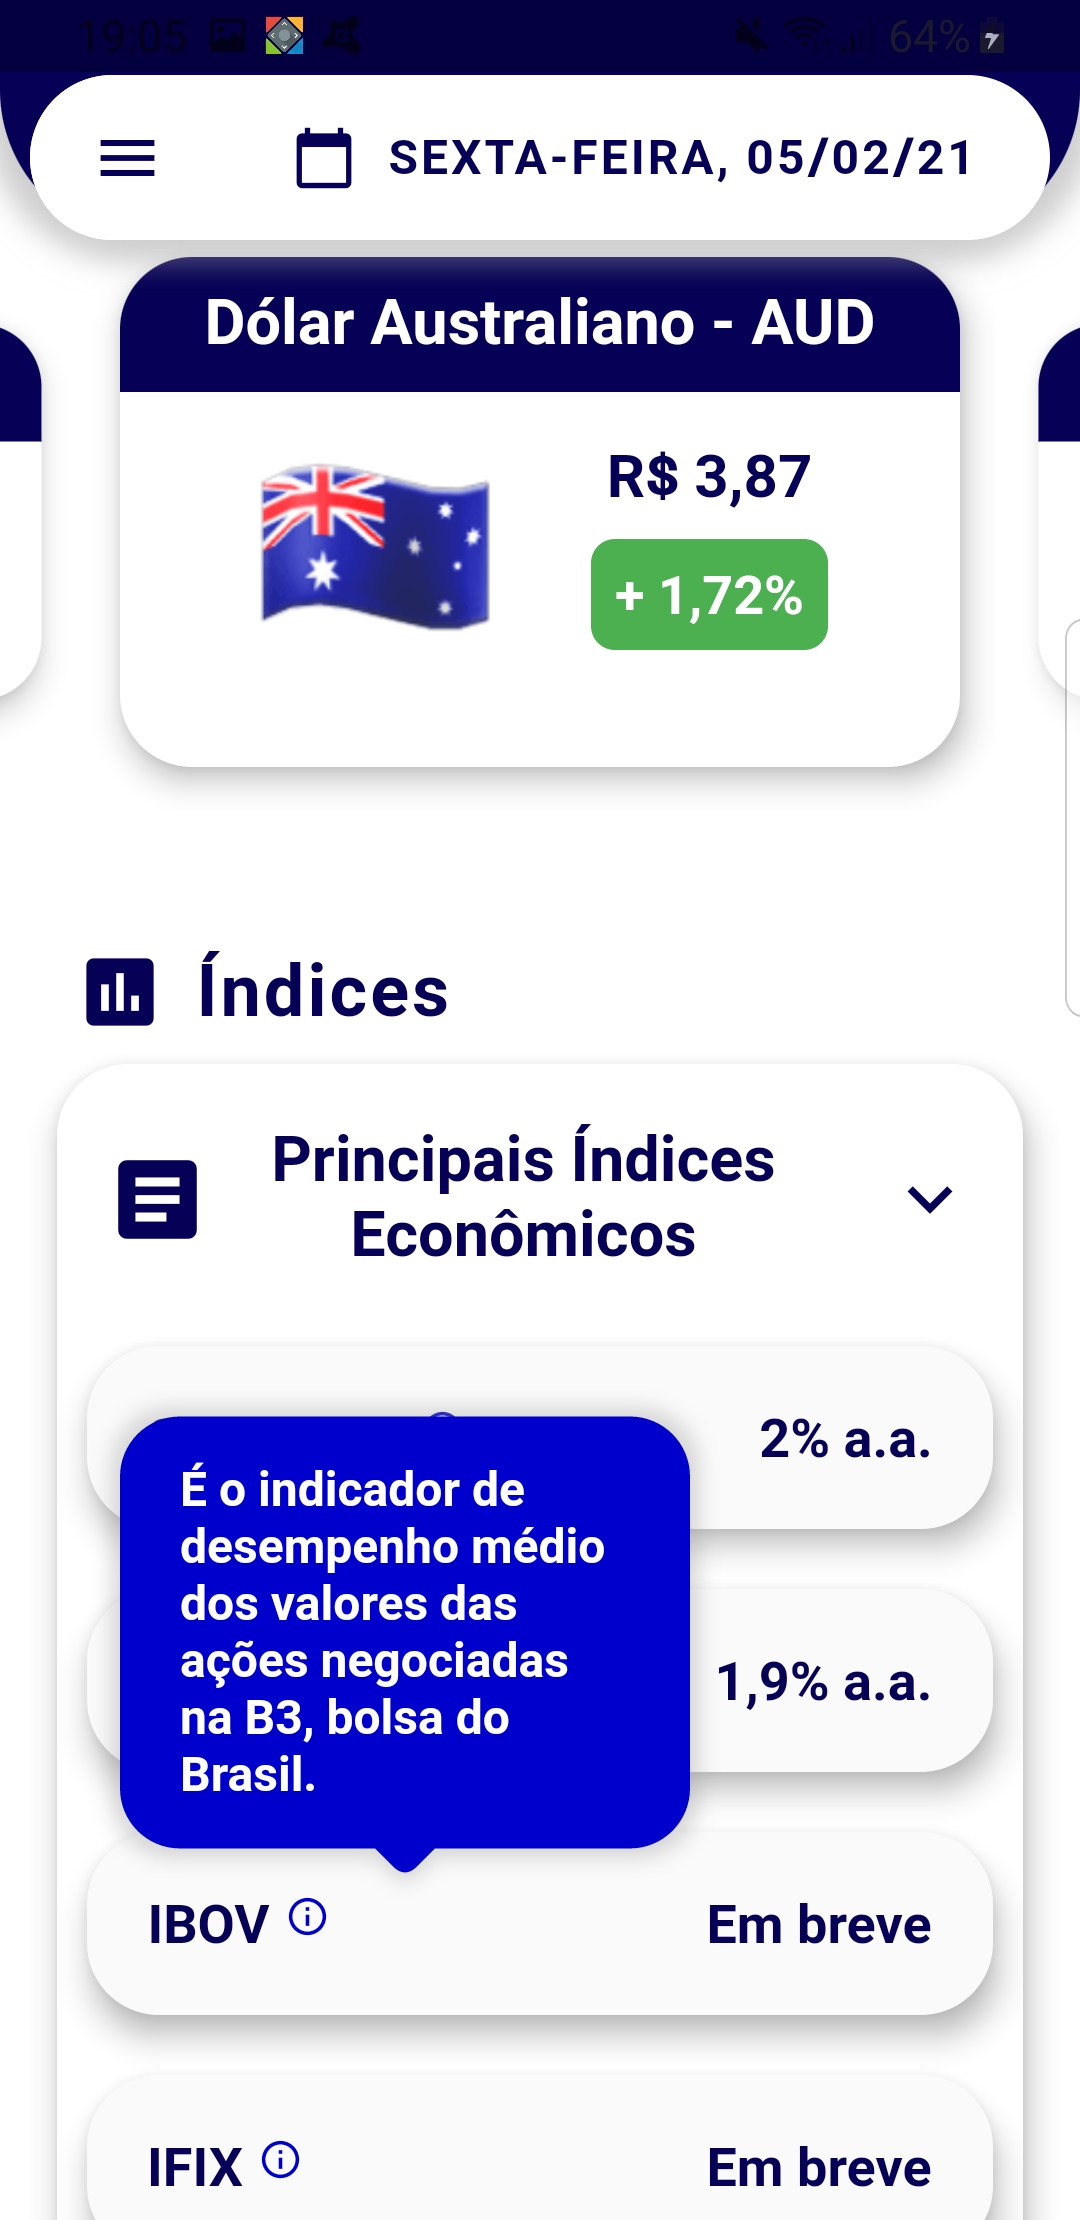 19:05
64%
SEXTA-FEIRA, 05/02/21
Dólar Australiano - AUD
R$ 3,87
+ 1,72%
Índices
Principais Índices
Econômicos
2% a.a.
É o indicador de
desempenho médio
dos valores das
ações negociadas
na B3, bolsa do
Brasil.
1,9% a.a.
IBOV
Em breve
IFIX
Em breve